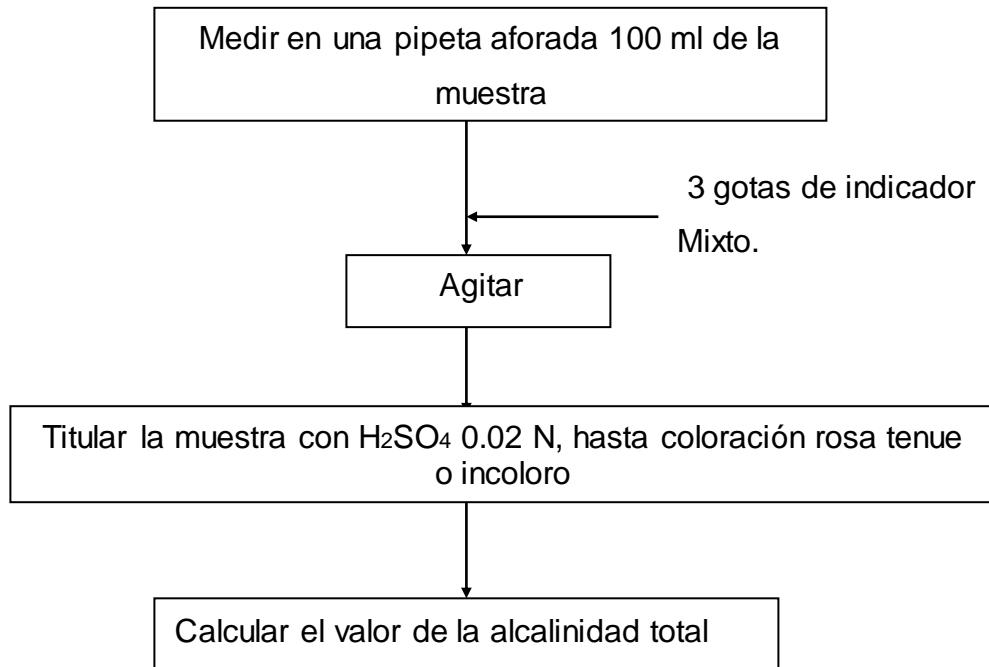 Medir en una pipeta aforada 100 ml de la
muestra
3 gotas de indicador
Mixto.
Agitar
Titular la muestra con H₂SO₄ 0.02 N, hasta coloración rosa tenue
o incoloro
Calcular el valor de la alcalinidad total